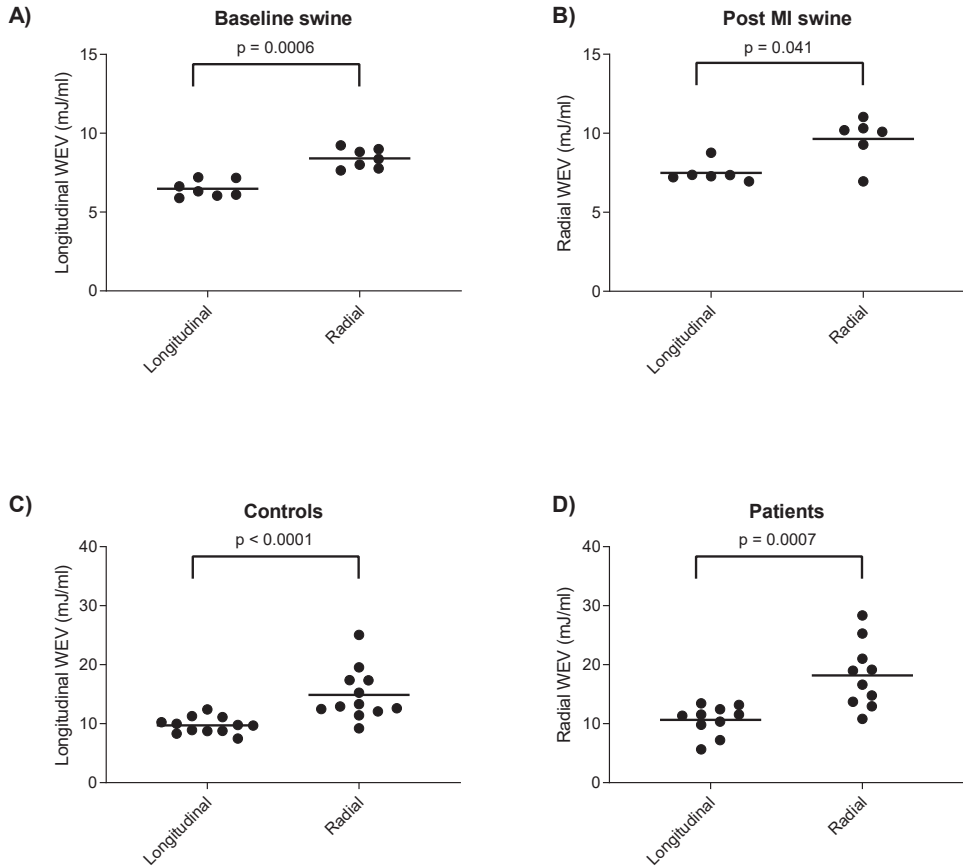 A)
Baseline swine
p = 0.0006
Longitudinal WEV (mJ/ml)
15
10
5
0
Longitudinal
Radial
B)
Post MI swine
p = 0.041
Radial WEV (mJ/ml)
15
10
5
0
Longitudinal
Radial
C)
Controls
p < 0.0001
Longitudinal WEV (mJ/ml)
40
30
20
10
0
Longitudinal
Radial
D)
Patients
p = 0.0007
Radial WEV (mJ/ml)
40
30
20
10
0
Longitudinal
Radial